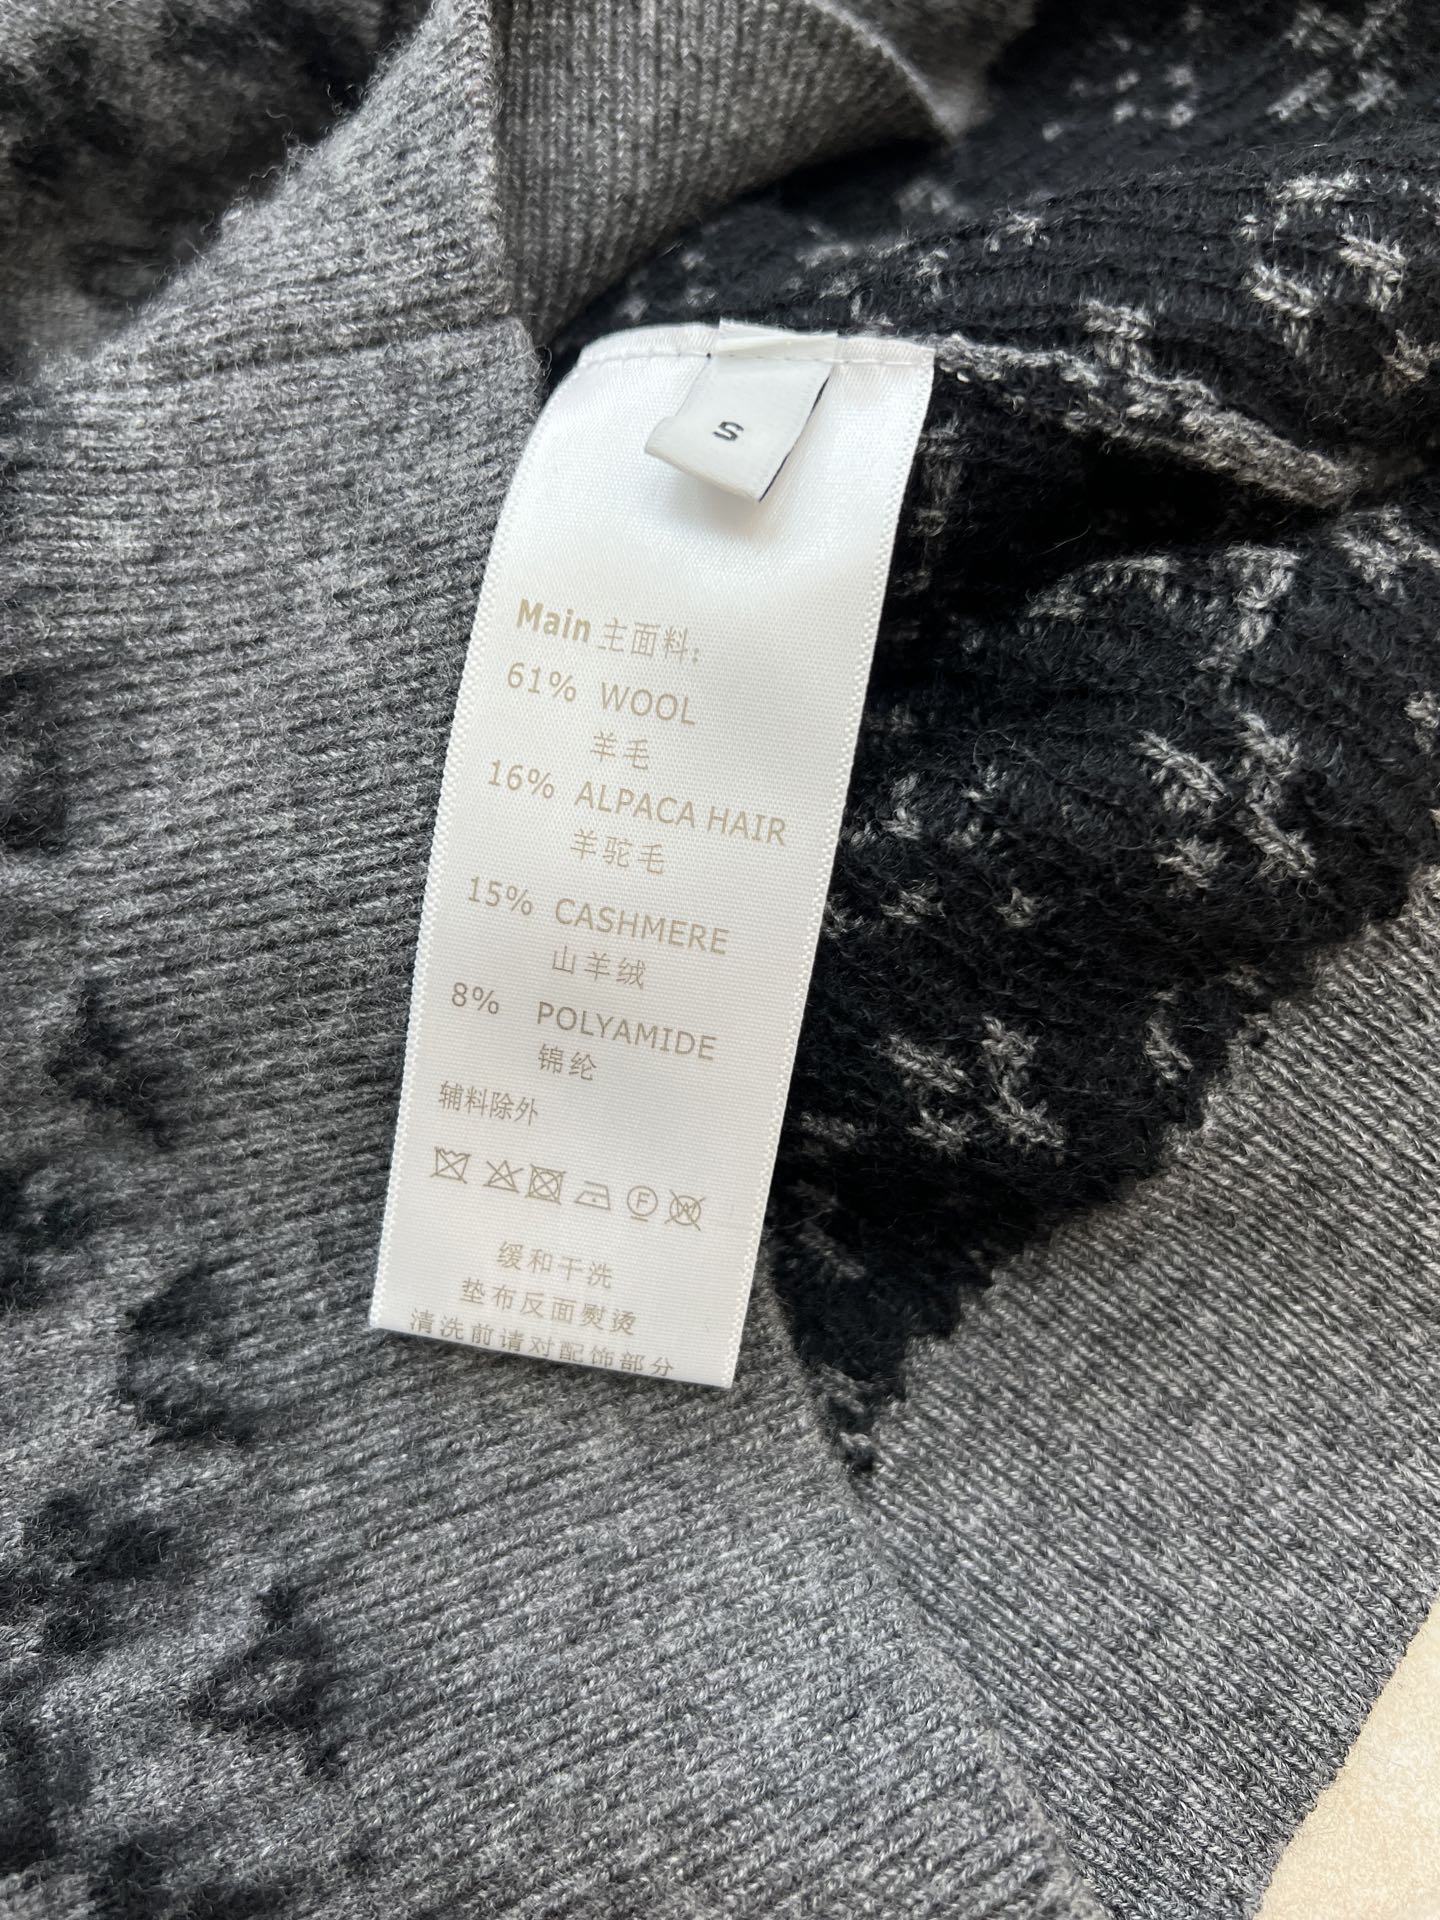 S
Main 主面料:
61% WOOL
羊毛
16% ALPACA HAIR
羊驼毛
15% CASHMERE
山羊绒
8% POLYAMIDE
锦纶
辅料除外
F W
缓和干洗
垫布反面熨烫
清洗前请对配饰部分